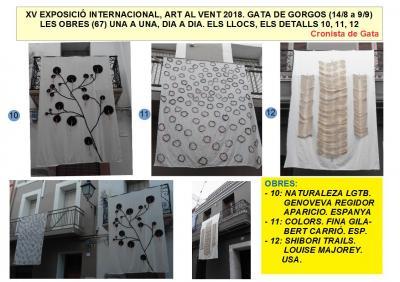 XV EXPOSICIÓ INTERNACIONAL, ART AL VENT 2018. GATA DE GORGOS (14/8 a 9/9)
LES OBRES (67) UNA A UNA, DIA A DIA. ELS LLOCS, ELS DETALLS 10, 11, 12
Cronista de Gata
10
11
12
OBRES:
- 10: NATURALEZA LGTB.
GENOVEVA REGIDOR
APARICIO. ESPANYA
- 11: COLORS. FINA GILA-
BERT CARRIÓ. ESP.
- 12: SHIBORI TRAILS.
LOUISE MAJOREY.
USA.